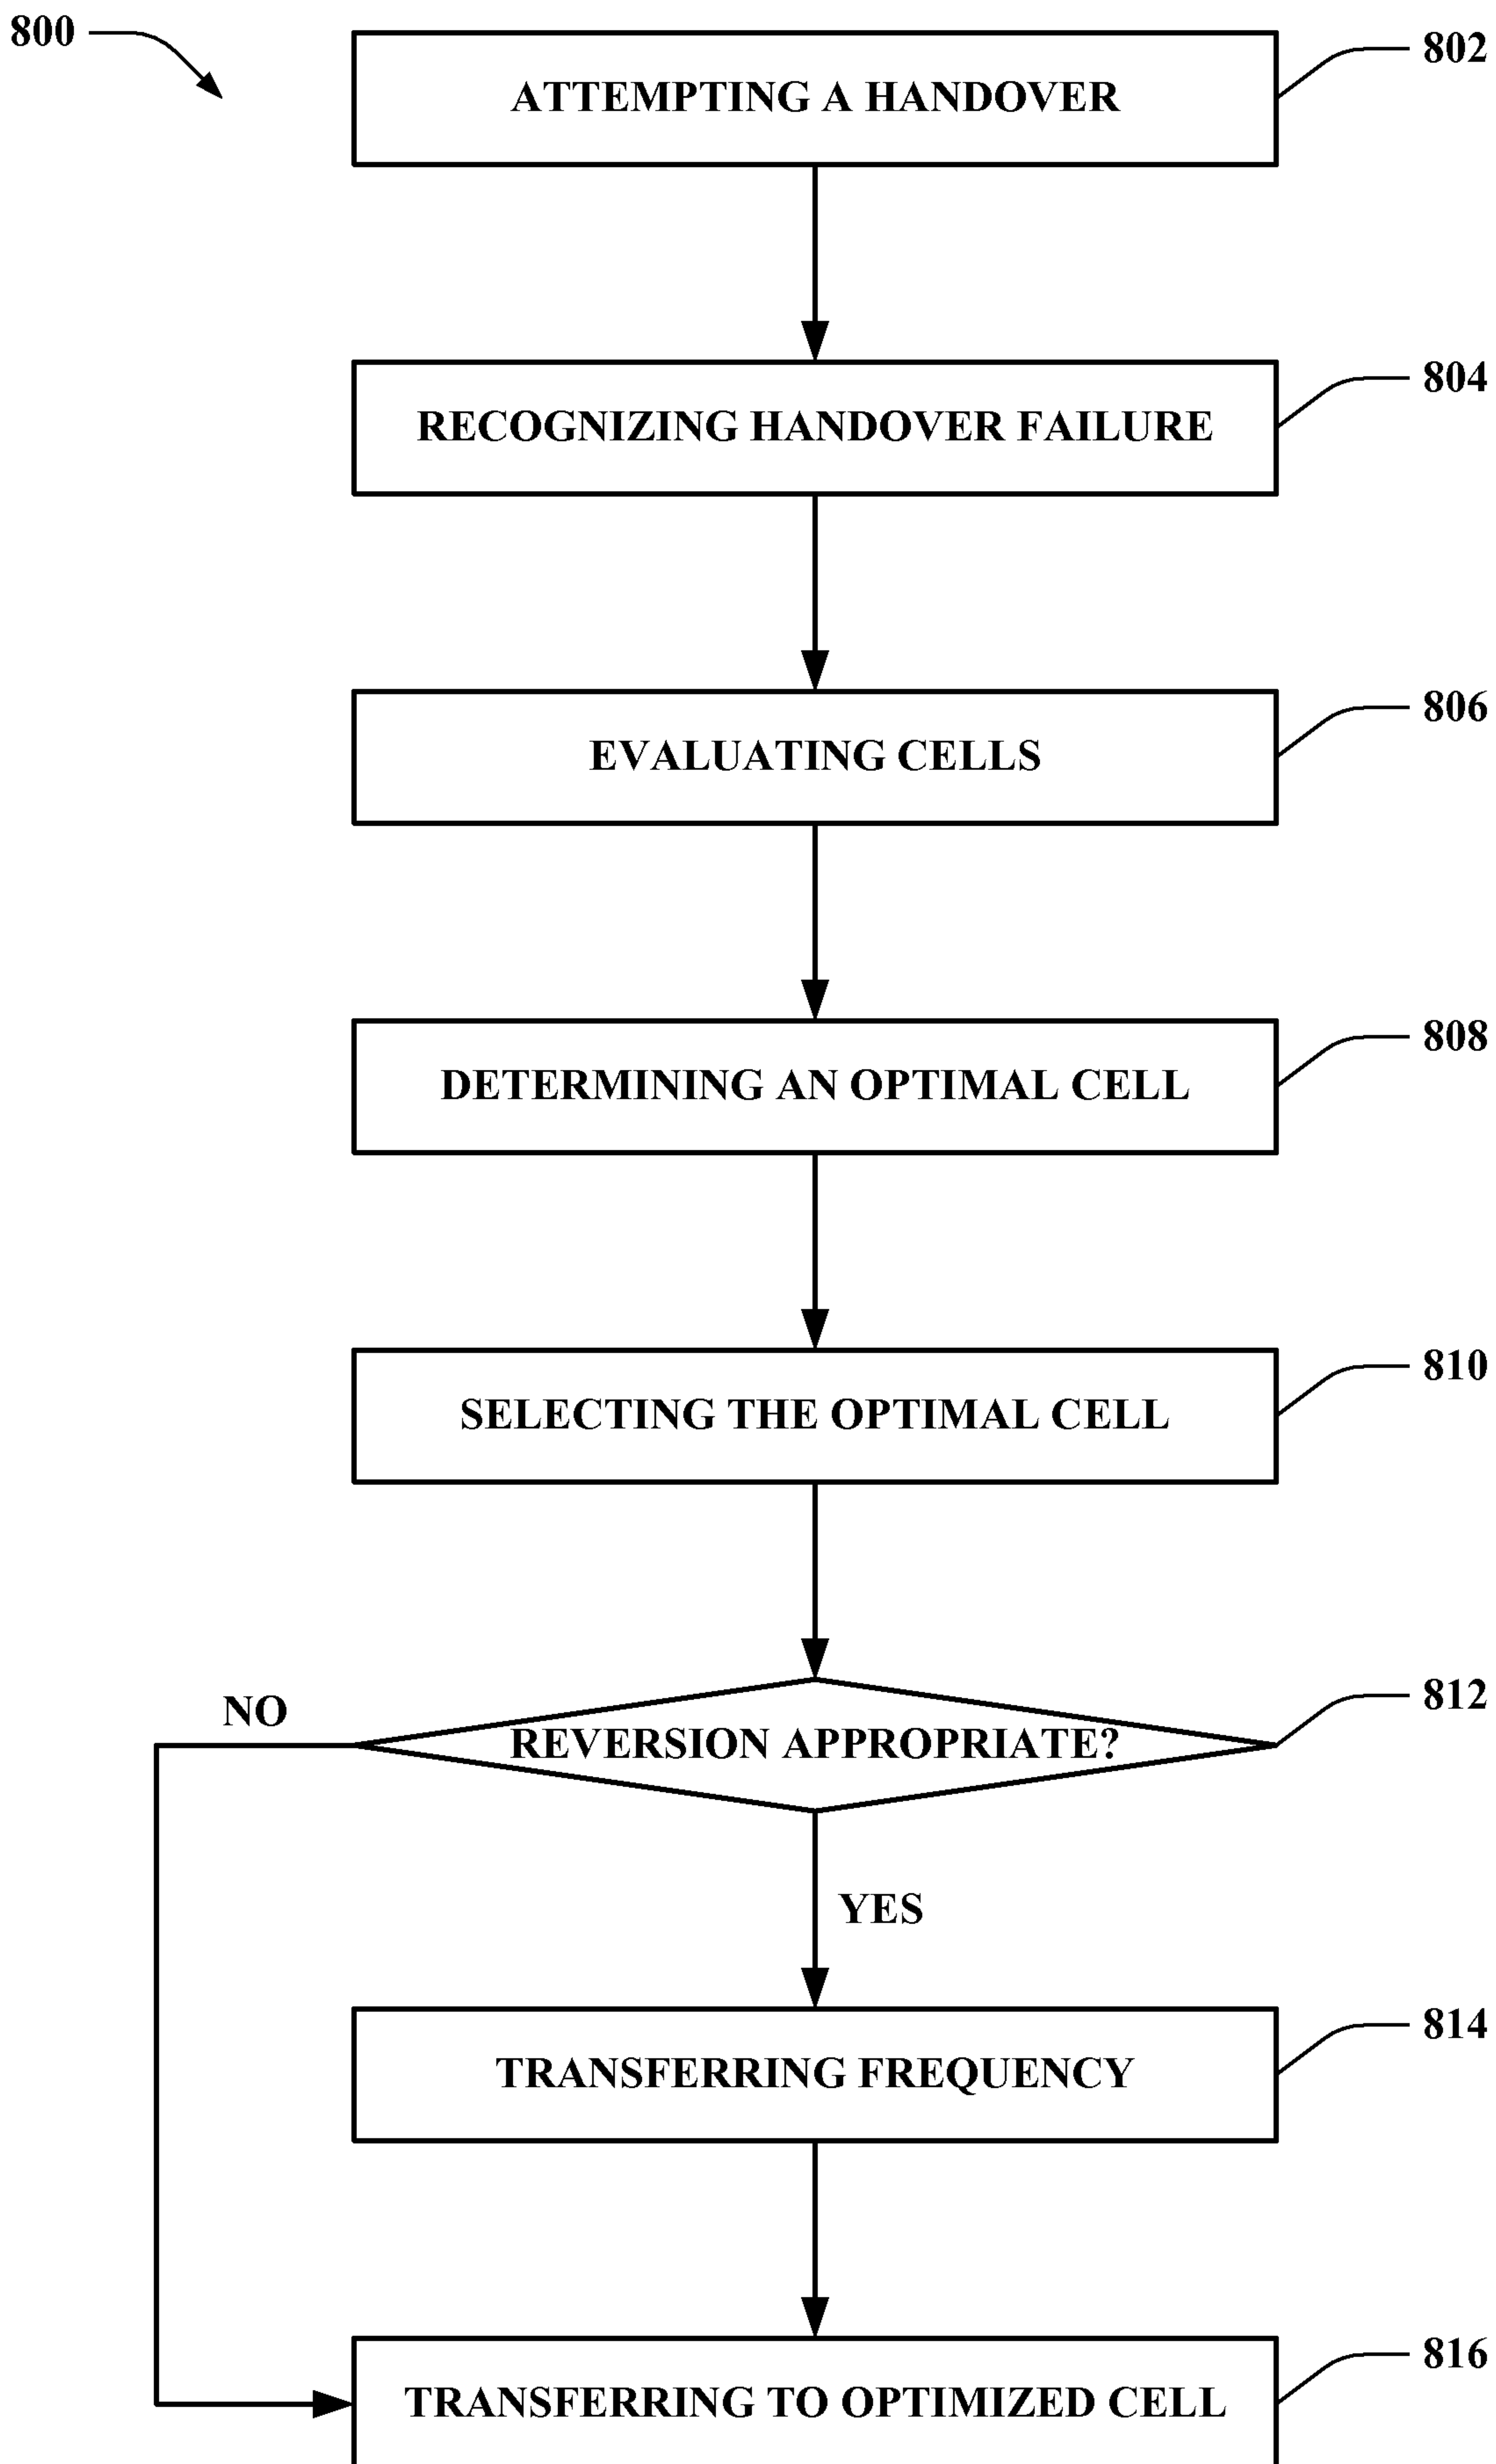 800
802
ATTEMPTING A HANDOVER
804
RECOGNIZING HANDOVER FAILURE
806
EVALUATING CELLS
808
DETERMINING AN OPTIMAL CELL
810
SELECTING THE OPTIMAL CELL
812
NO
REVERSION APPROPRIATE?
YES
814
TRANSFERRING FREQUENCY
816
TRANSFERRING TO OPTIMIZED CELL